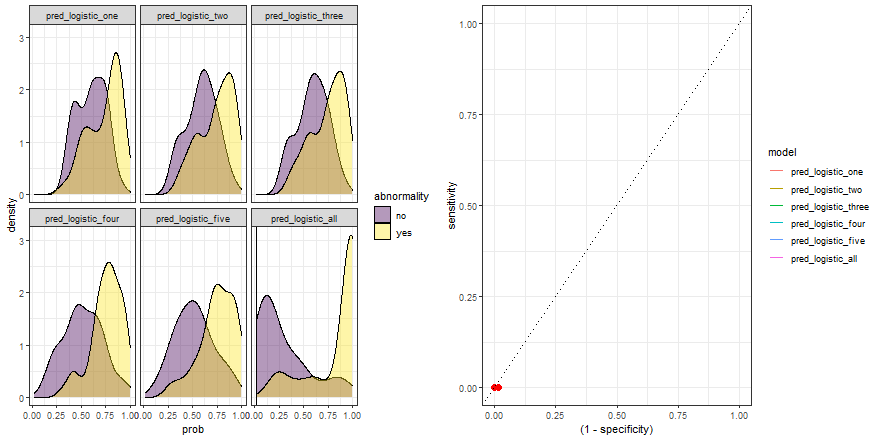 pred_logistic_one pred_logistic_two pred_logistic_three
3
2
1
0
pred_logistic_four pred_logistic_five pred_logistic_all
3
2
1
0
0.00 0.25 0.50 0.75 1.00 0.00 0.25 0.50 0.75 1.00 0.00 0.25 0.50 0.75 1.00
prob
density
abnormality
no
yes
1.00
0.75
0.50
0.25
0.00
0.00 0.25 0.50 0.75 1.00
(1 - specificity)
sensitivity
model
pred_logistic_one
pred_logistic_two
pred_logistic_three
pred_logistic_four
pred_logistic_five
pred_logistic_all